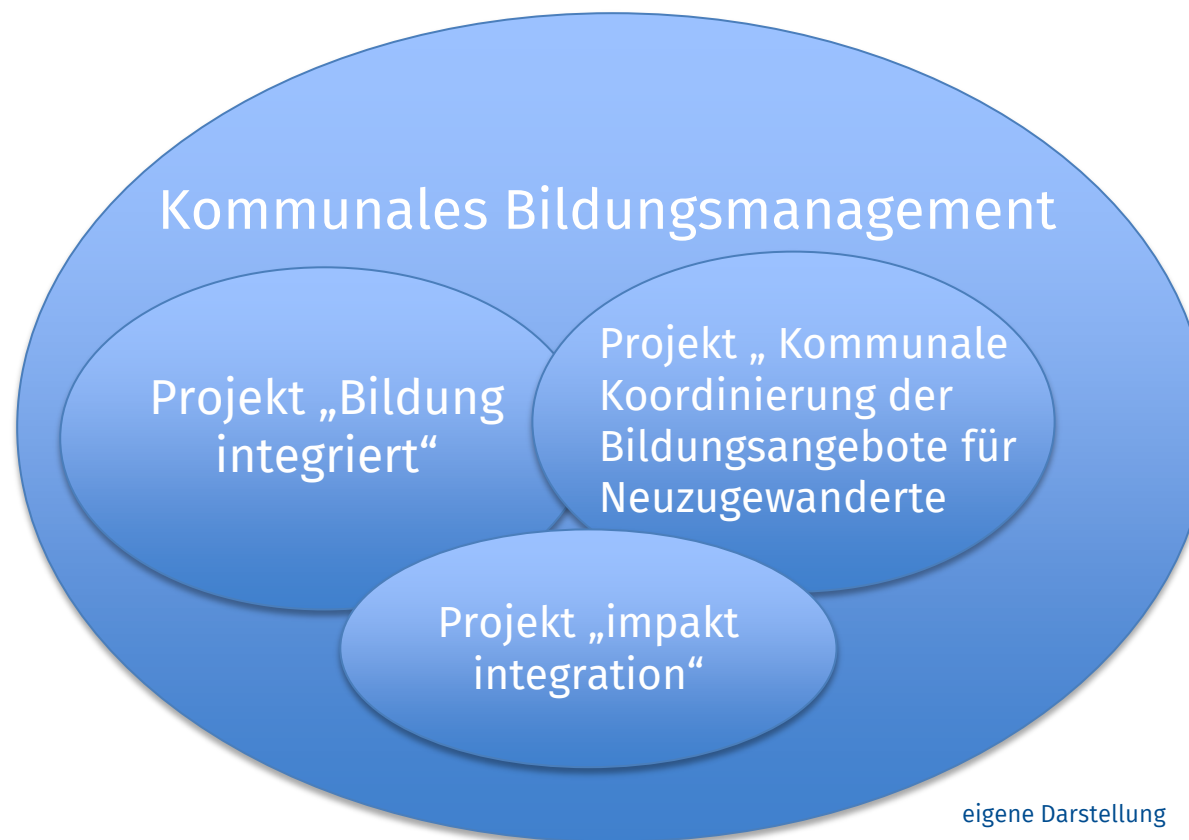 Kommunales Bildungsmanagement
Projekt „Bildung
integriert“
Projekt „ Kommunale
Koordinierung der
Bildungsangebote für
Neuzugewanderte
Projekt „impakt
integration“
eigene Darstellung